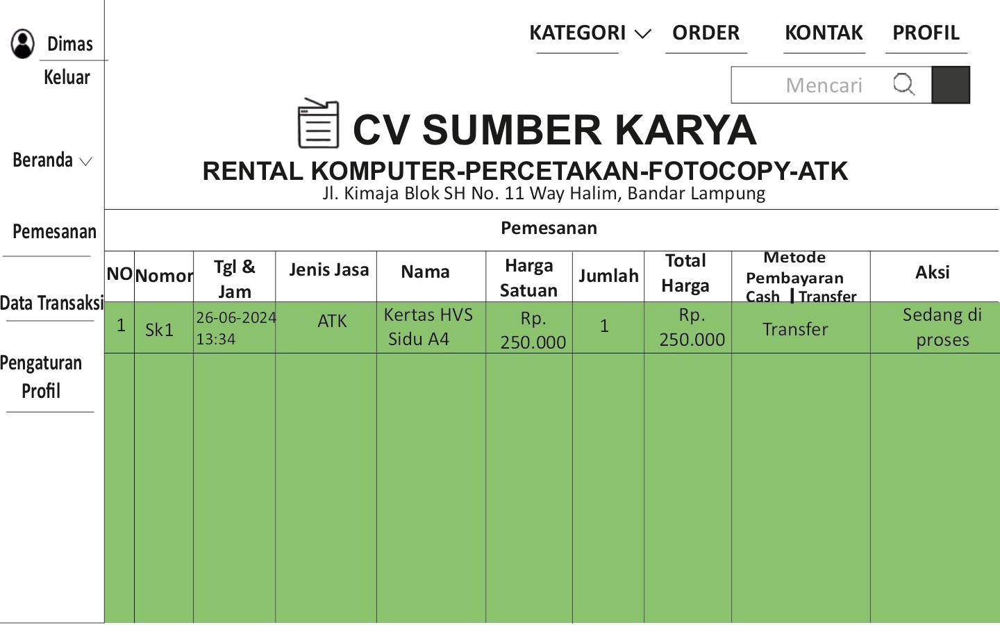 Dimas
Keluar
Beranda
Pemesanan
Data Transaksi
Pengaturan
Profil
KATEGORI
ORDER
KONTAK
PROFIL
Mencari
CV SUMBER KARYA
RENTAL KOMPUTER-PERCETAKAN-FOTOCOPY-ATK
Jl. Kimaja Blok SH No. 11 Way Halim, Bandar Lampung
Pemesanan
NO
Nomor
Tgl &
Jam
Jenis Jasa
Nama
Harga
Satuan
Jumlah
Total
Harga
Metode
Pembayaran
Cash | Transfer
Aksi
1
Sk1
26-06-2024
13:34
ATK
Kertas HVS
Sidu A4
Rp.
250.000
1
Rp.
250.000
Transfer
Sedang di
proses